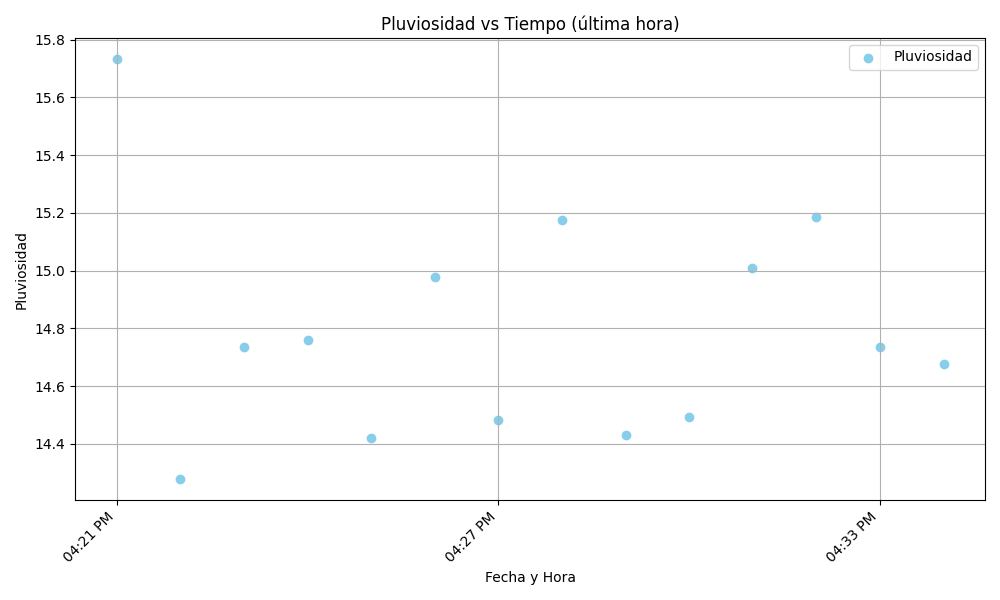 Pluviosidad vs Tiempo (última hora)
Pluviosidad
15.8
15.6
15.4
15.2
15.0
14.8
14.6
14.4
Pluviosidad
04:21 PM
04:27 PM
04:33 PM
Fecha y Hora